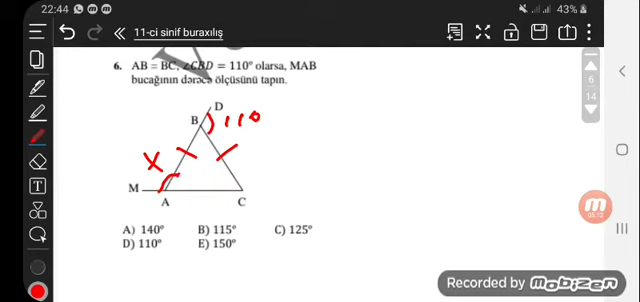 22:44
43%
11-ci sinif buraxılış
6. AB = BC, ∠CBD = 110° olarsa, MAB
bucağının dərəcə ölçüsünü tapın.
D
B 110
X
M
A C
A) 140° B) 115° C) 125°
D) 110° E) 150°
T
6
14
05:12
Recorded by mobizen